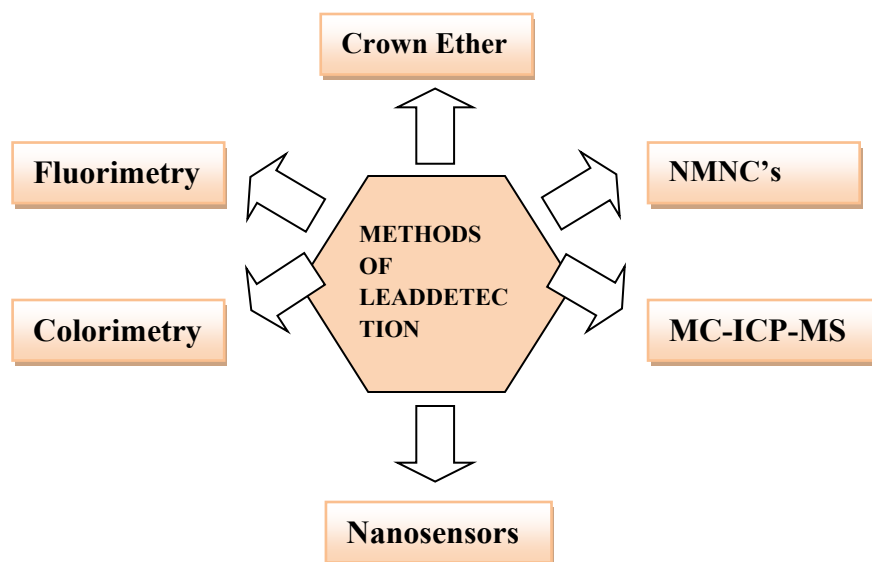 Crown Ether
Fluorimetry
NMNC's
METHODS
OF
LEADDETEC
TION
Colorimetry
MC-ICP-MS
Nanosensors